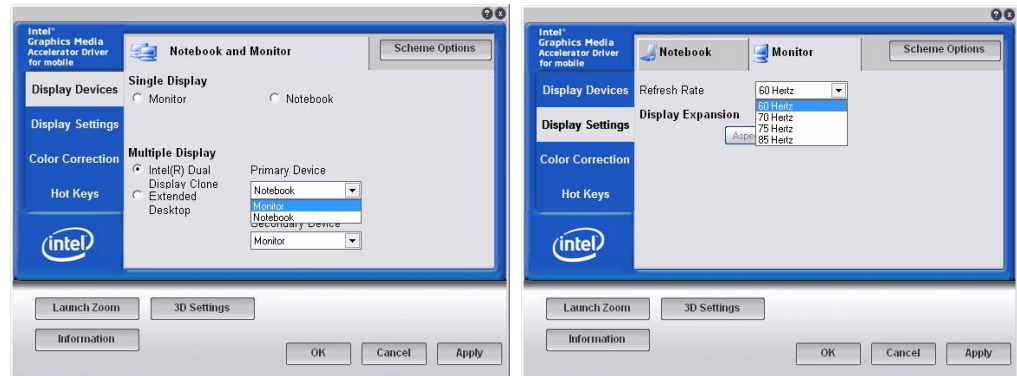 Intel®
Graphics Media
Accelerator Driver
for mobile
Notebook and Monitor
Scheme Options
Display Devices
Display Settings
Color Correction
Hot Keys
intel
Single Display
Monitor
Notebook
Multiple Display
Intel(R) Dual
Display Clone
Extended
Desktop
Primary Device
Notebook
Monitor
Notebook
Secondary Device
Monitor
Launch Zoom
3D Settings
Information
OK
Cancel
Apply
Intel®
Graphics Media
Accelerator Driver
for mobile
Notebook
Monitor
Scheme Options
Display Devices
Display Settings
Color Correction
Hot Keys
intel
Refresh Rate
60 Hertz
60 Hertz
70 Hertz
75 Hertz
85 Hertz
Display Expansion
Launch Zoom
3D Settings
Information
OK
Cancel
Apply